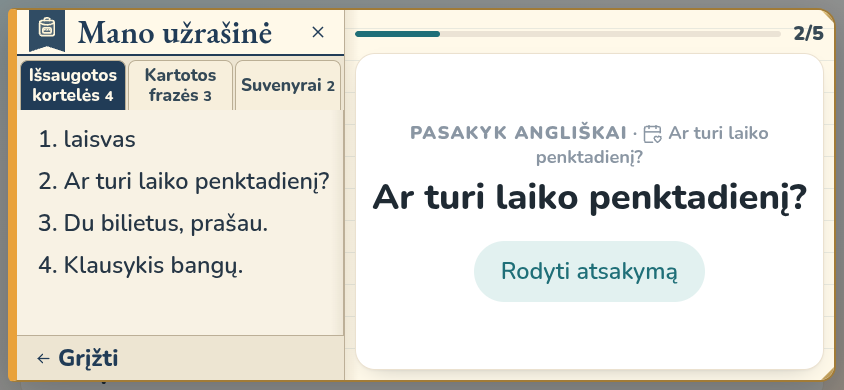 Mano užrašinė ×
Išsaugotos
kortelės 4
Kartotos
frazės 3
Suvenyrai 2
1. laisvas
2. Ar turi laiko penktadienį?
3. Du bilietus, prašau.
4. Klausykis bangų.
← Grįžti
2/5
PASAKYK ANGLIŠKAI · Ar turi laiko
penktadienį?
Ar turi laiko penktadienį?
Rodyti atsakymą